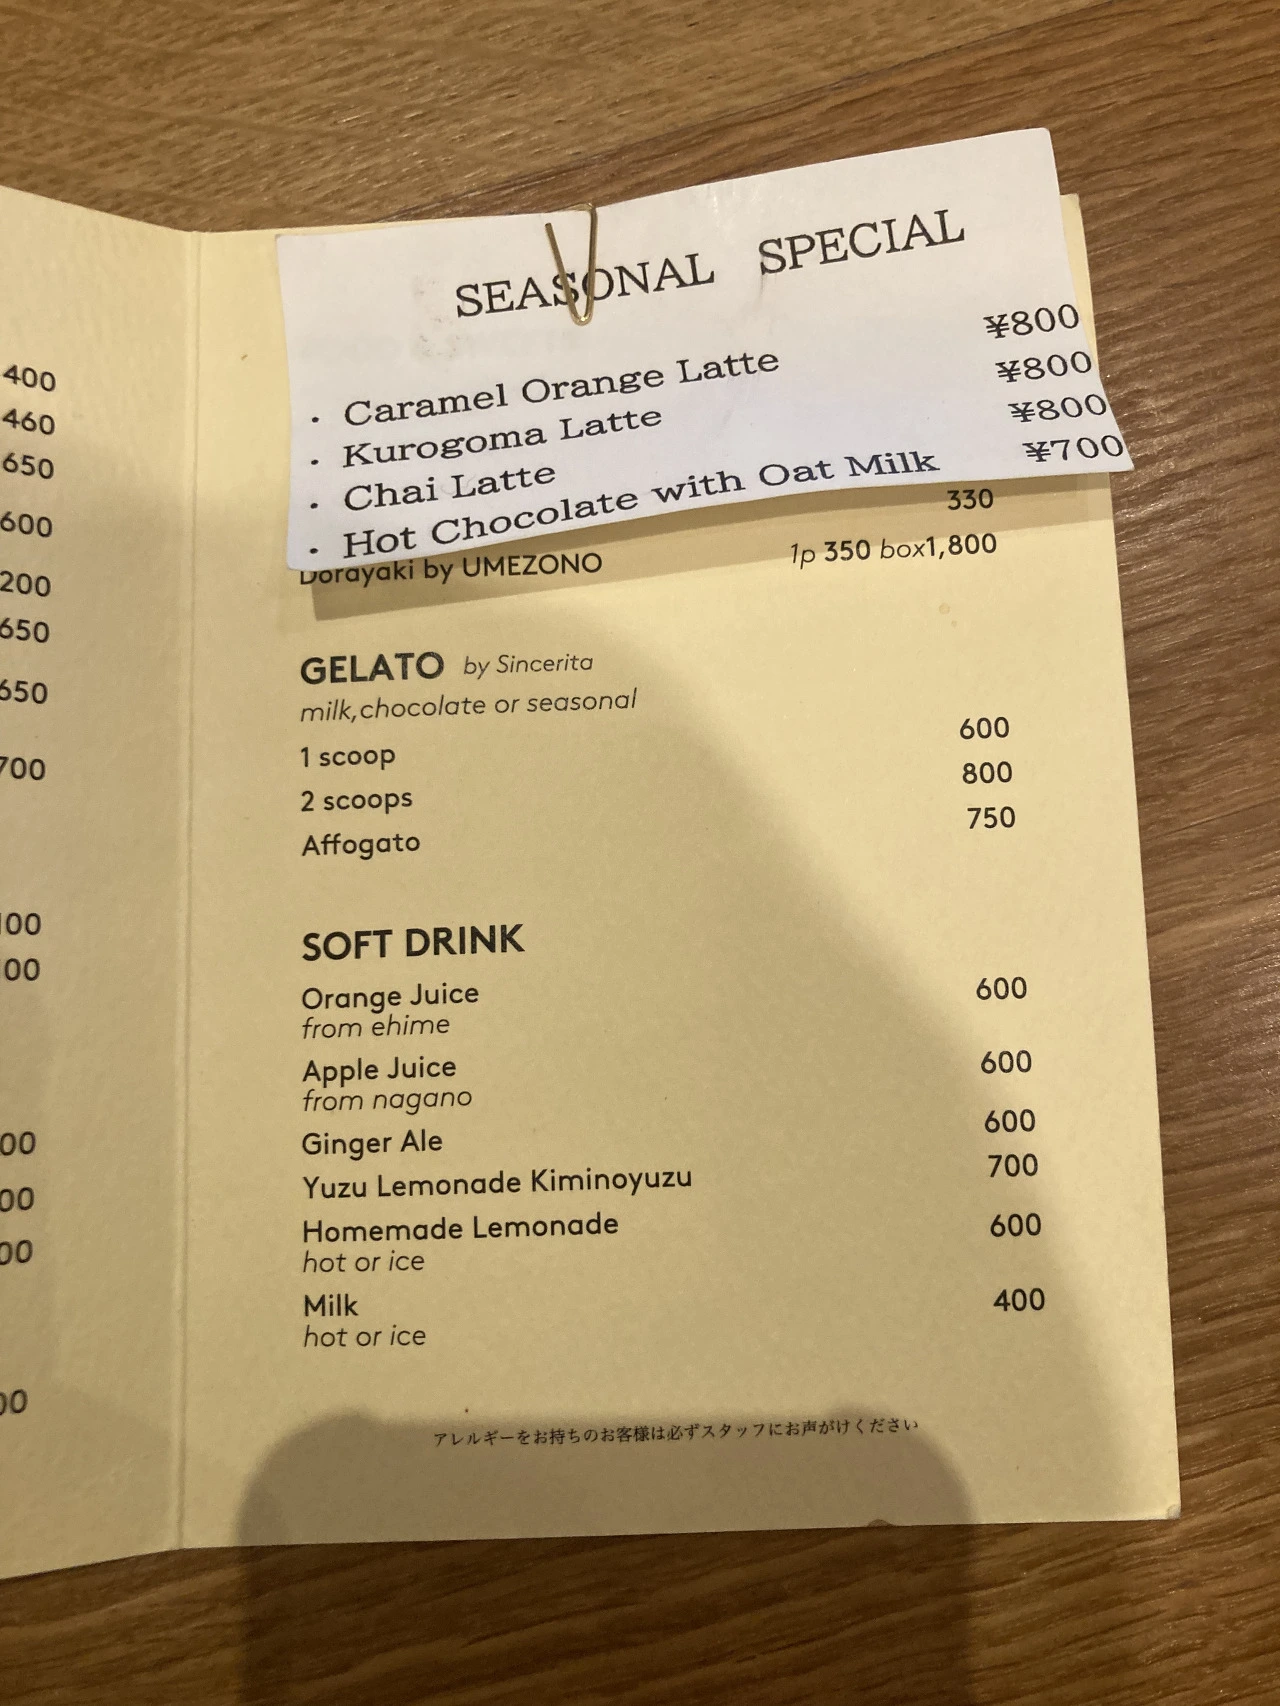 400
460
650
600
200
650
650
700
SEASONAL SPECIAL
· Caramel Orange Latte ¥800
· Kurogoma Latte ¥800
· Chai Latte ¥800
· Hot Chocolate with Oat Milk ¥700
330
Dorayaki by UMEZONO 1p 350 box1,800
GELATO by Sincerita
milk,chocolate or seasonal
1 scoop 600
2 scoops 800
Affogato 750
SOFT DRINK
Orange Juice 600
from ehime
Apple Juice 600
from nagano
Ginger Ale 600
Yuzu Lemonade Kiminoyuzu 700
Homemade Lemonade 600
hot or ice
Milk 400
hot or ice
アレルギーをお持ちのお客様は必ずスタッフにお声がけください